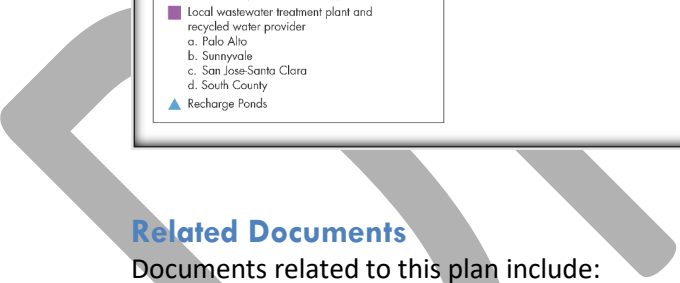 Local wastewater treatment plant and
recycled water provider
a. Palo Alto
b. Sunnyvale
c. San Jose-Santa Clara
d. South County
Recharge Ponds
Related Documents
Documents related to this plan include: